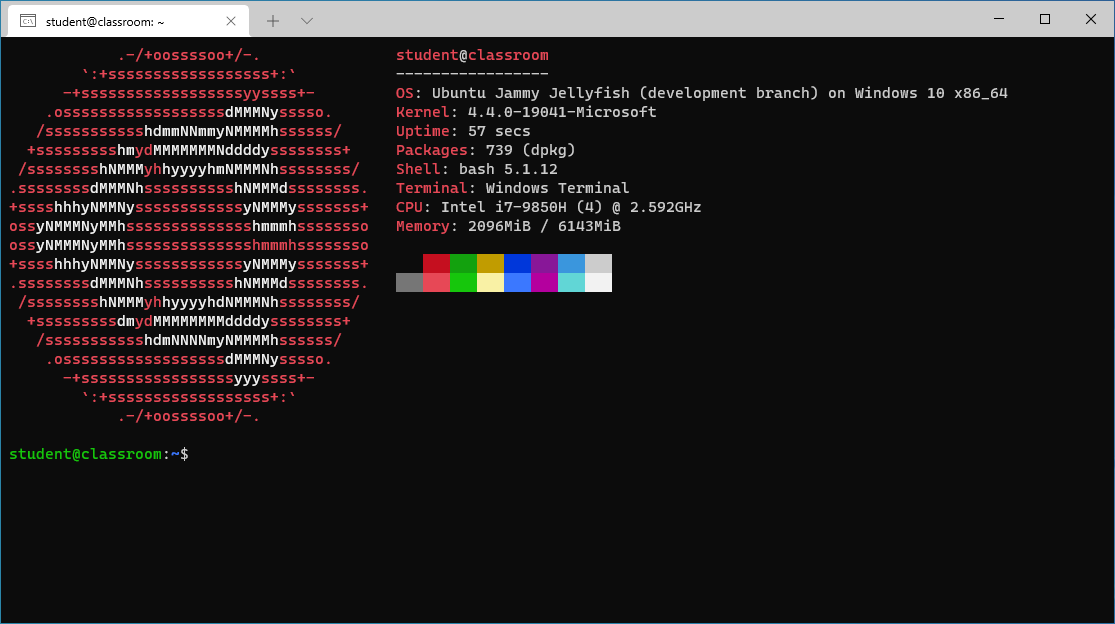 student@classroom: ~
.-/+oossssoo+/-.
`:+ssssssssssssssssss+:`
-+ssssssssssssssssssyyssss+-
.ossssssssssssssssssdMMMNysssso.
/ssssssssssshdmmNNmmyNMMMMhssssss/
+ssssssssshmydMMMMMMMNddddyssssssss+
/sssssssshNMMMyhhyyyyhmNMMMNhssssssss/
.ssssssssdMMMNhsssssssssshNMMMdssssssss.
+sssshhhyNMMNyssssssssssssyNMMMysssssss+
ossyNMMMNyMMhsssssssssssssshmmmhssssssso
ossyNMMMNyMMhsssssssssssssshmmmhssssssso
+sssshhhyNMMNyssssssssssssyNMMMysssssss+
.ssssssssdMMMNhsssssssssshNMMMdssssssss.
/sssssssshNMMMyhhyyyyhdNMMMNhssssssss/
+sssssssssdmydMMMMMMMMddddyssssssss+
/ssssssssssshdmNNNNmyNMMMMhssssss/
.ossssssssssssssssssdMMMNysssso.
-+sssssssssssssssssyyyssss+-
`:+ssssssssssssssssss+:`
.-/+oossssoo+/-.
student@classroom
-----------------
OS: Ubuntu Jammy Jellyfish (development branch) on Windows 10 x86_64
Kernel: 4.4.0-19041-Microsoft
Uptime: 57 secs
Packages: 739 (dpkg)
Shell: bash 5.1.12
Terminal: Windows Terminal
CPU: Intel i7-9850H (4) @ 2.592GHz
Memory: 2096MiB / 6143MiB
student@classroom:~$